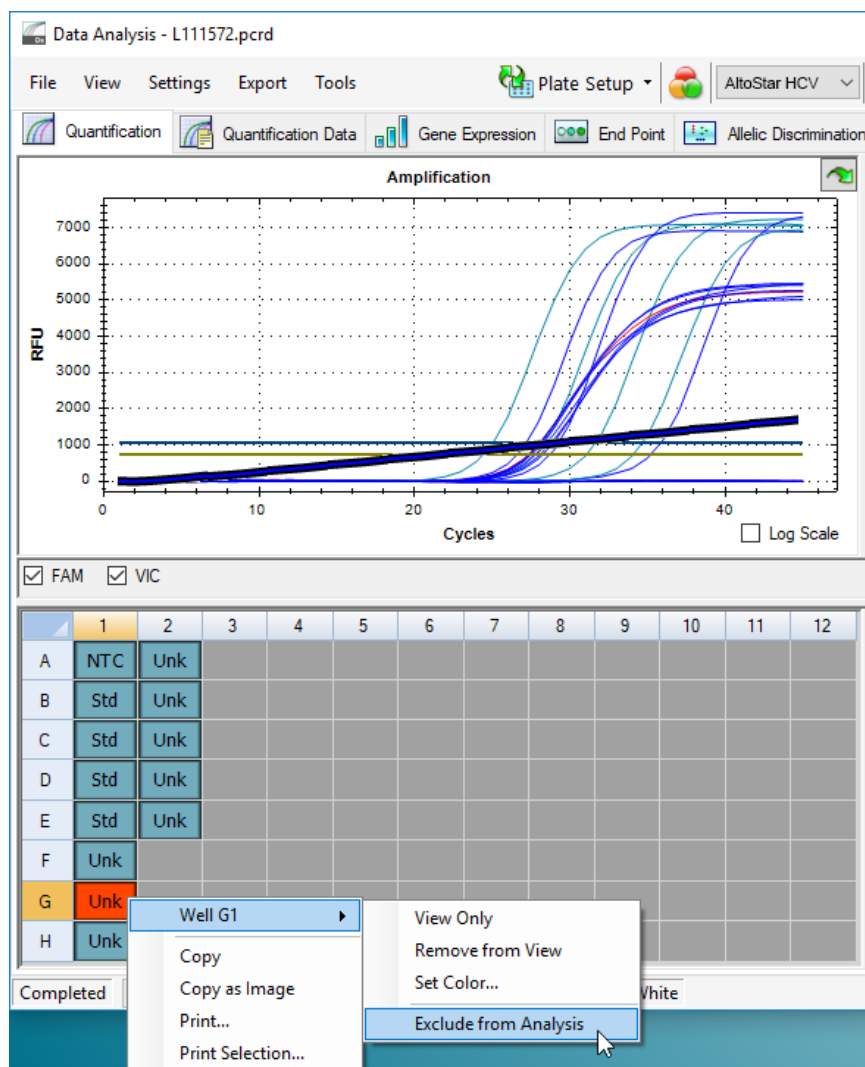 Data Analysis - L111572.pcrd
File View Settings Export Tools Plate Setup AltoStar HCV
Quantification Quantification Data Gene Expression End Point Allelic Discrimination
Amplification
7000
6000
5000
4000
3000
2000
1000
0
RFU
0 10 20 30 40
Cycles
Log Scale
FAM VIC
1 2 3 4 5 6 7 8 9 10 11 12
A NTC Unk
B Std Unk
C Std Unk
D Std Unk
E Std Unk
F Unk
G Unk
H Unk
Well G1
Copy
Copy as Image
Print...
Print Selection...
View Only
Remove from View
Set Color...
Exclude from Analysis
Completed